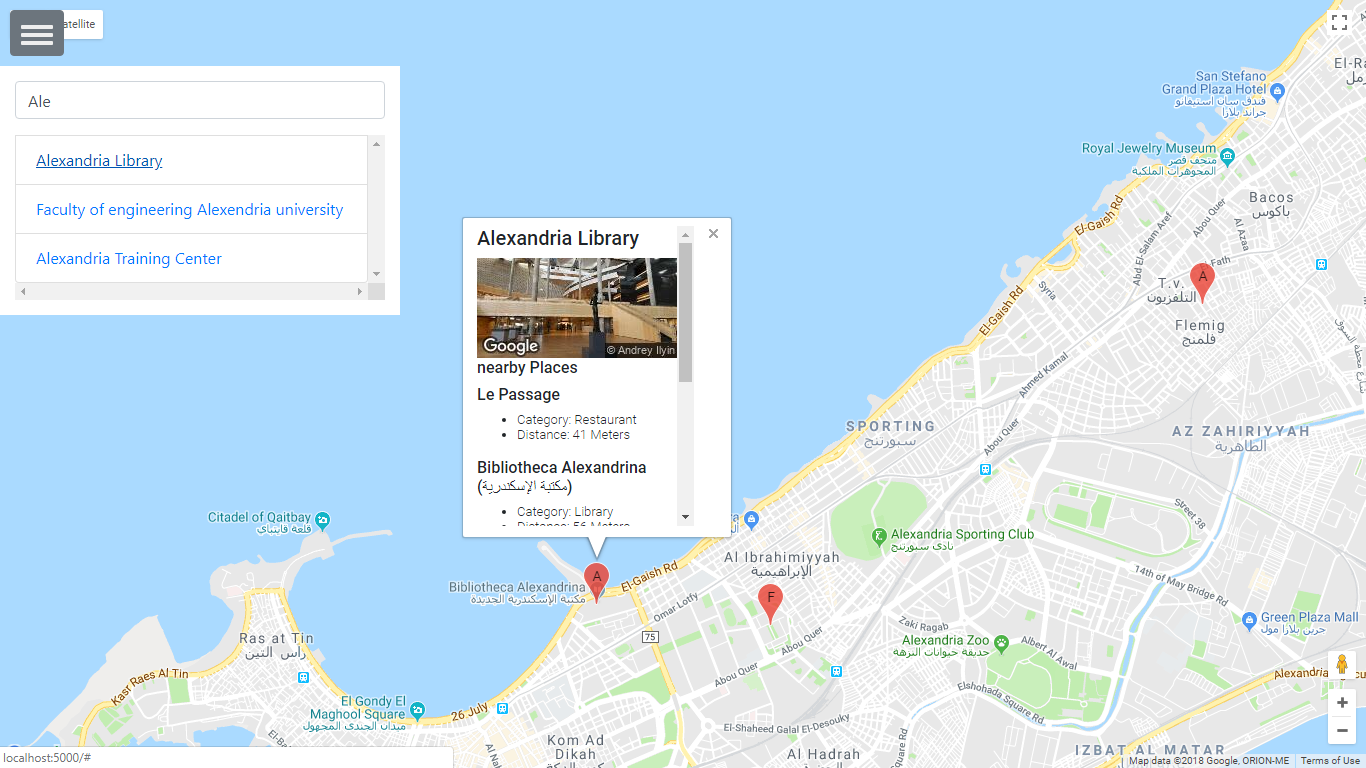 atellite
Ale
Alexandria Library
Faculty of engineering Alexendria university
Alexandria Training Center
Alexandria Library
Google
© Andrey Ilyin
nearby Places
Le Passage
Category: Restaurant
Distance: 41 Meters
Bibliotheca Alexandrina
(مكتبة الإسكندرية)
Category: Library
Distance: 56 Meters
San Stefano
Grand Plaza Hotel
فندق سان استيفانو
جراند بلازا
Royal Jewelry Museum
متحف قصر
المجوهرات الملكية
Bacos
باكوس
El-Gaish Rd
Abou Quer
Abd El-Salam Aref
Al Azaa
Fath
A
T.v.
التلفزيون
Flemig
فلمنج
Syria
El-Gaish Rd
Ahmed Kamal
Abou Quer
SPORTING
سبورتنج
AZ ZAHIRIYYAH
الظاهرية
Street 38
Citadel of Qaitbay
قلعة قايتباي
Alexandria Sporting Club
نادى سبورتنج
Al Ibrahimiyyah
الإبراهيمية
El-Gaish Rd
A
Bibliotheca Alexandrina
مكتبة الإسكندرية الجديدة
Omar Lotfy
F
14th of May Bridge Rd
Green Plaza Mall
جرين بلازا مول
Zaki Ragab
Abou Quer
75
Alexandria Zoo
حديقة حيوانات النزهة
Albert Al Awal
Ras at Tin
راس التين
Kasr Raes Al Tin
Abou Quer
Elshohada Square Rd
El Gondy El
Maghool Square
ميدان الجندى المجهول
26 July
El-Shaheed Galal El-Desouky
Kom Ad
Dikah
Al Hadrah
IZBAT AL MATAR
localhost:5000/#
Map data ©2018 Google, ORION-ME
Terms of Use